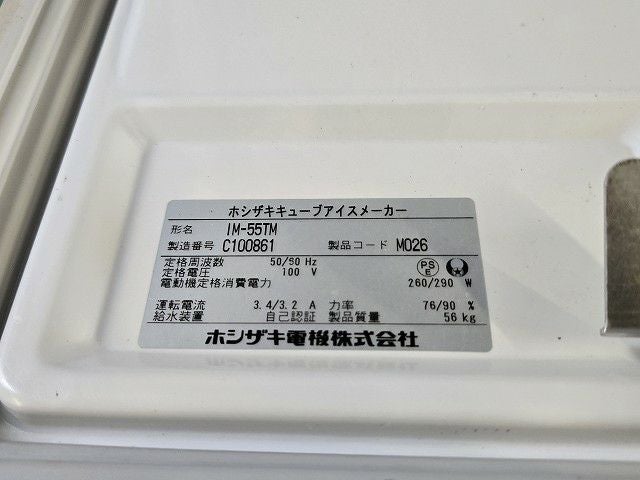 ホシザキキューブアイスメーカー
形名 IM-55TM
製造番号 C100861 製品コード M026
定格周波数 50/60 Hz
定格電圧 100 V
電動機定格消費電力 260/290 W
PS E
運転電流 3.4/3.2 A 力率 76/90 %
給水装置 自己認証 製品質量 56 kg
ホシザキ電機株式会社